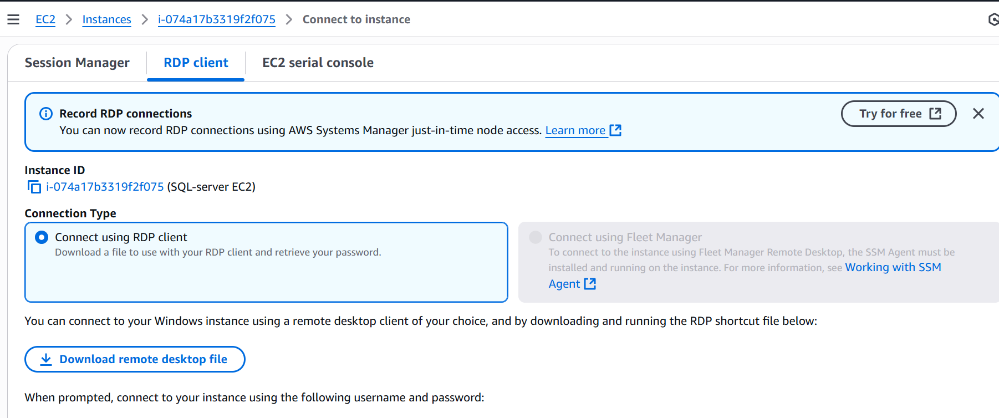 EC2 > Instances > i-074a17b3319f2f075 > Connect to instance
Session Manager RDP client EC2 serial console
Record RDP connections
Try for free
You can now record RDP connections using AWS Systems Manager just-in-time node access. Learn more
Instance ID
i-074a17b3319f2f075 (SQL-server EC2)
Connection Type
Connect using RDP client
Download a file to use with your RDP client and retrieve your password.
Connect using Fleet Manager
To connect to the instance using Fleet Manager Remote Desktop, the SSM Agent must be
installed and running on the instance. For more information, see Working with SSM
Agent
You can connect to your Windows instance using a remote desktop client of your choice, and by downloading and running the RDP shortcut file below:
Download remote desktop file
When prompted, connect to your instance using the following username and password: